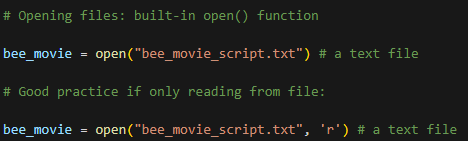 # Opening files: built-in open() function
bee_movie = open("bee_movie_script.txt") # a text file
# Good practice if only reading from file:
bee_movie = open("bee_movie_script.txt", 'r') # a text file